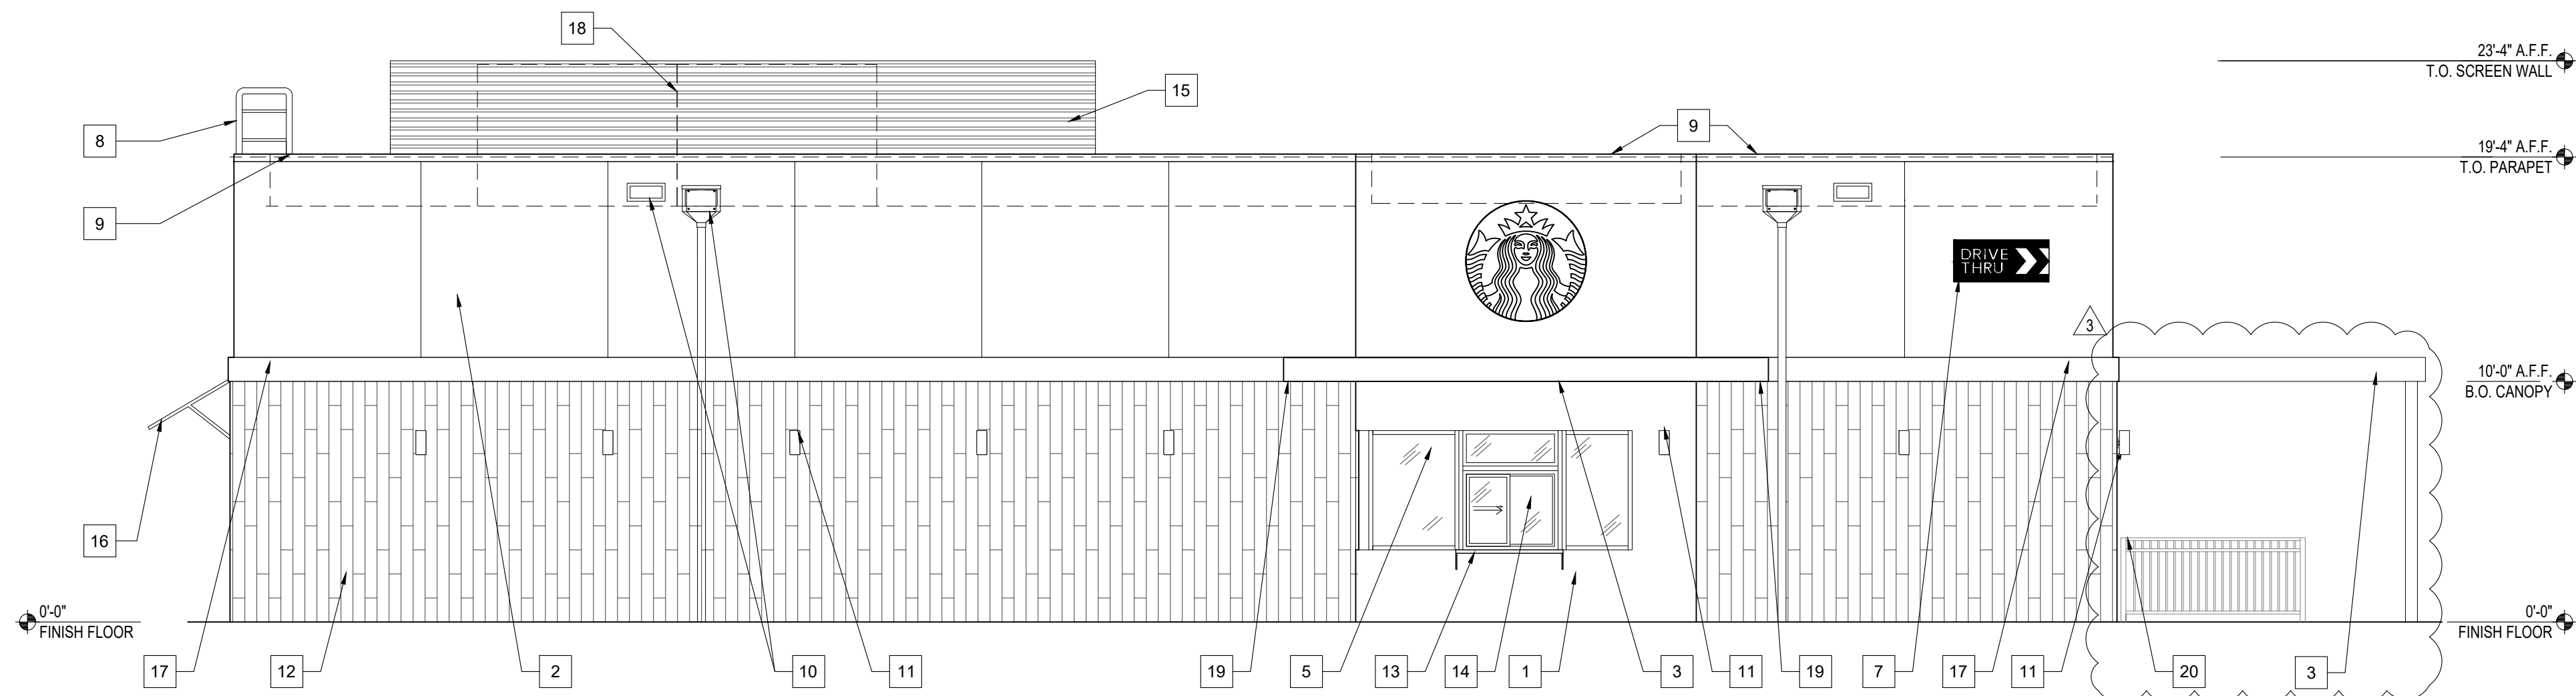 18
23'-4" A.F.F.
T.O. SCREEN WALL
15
8
9
19'-4" A.F.F.
T.O. PARAPET
9
DRIVE
THRU
3
10'-0" A.F.F.
B.O. CANOPY
16
0'-0"
FINISH FLOOR
0'-0"
FINISH FLOOR
17
12
2
10
11
19
5
13
14
1
3
11
19
7
17
11
20
3